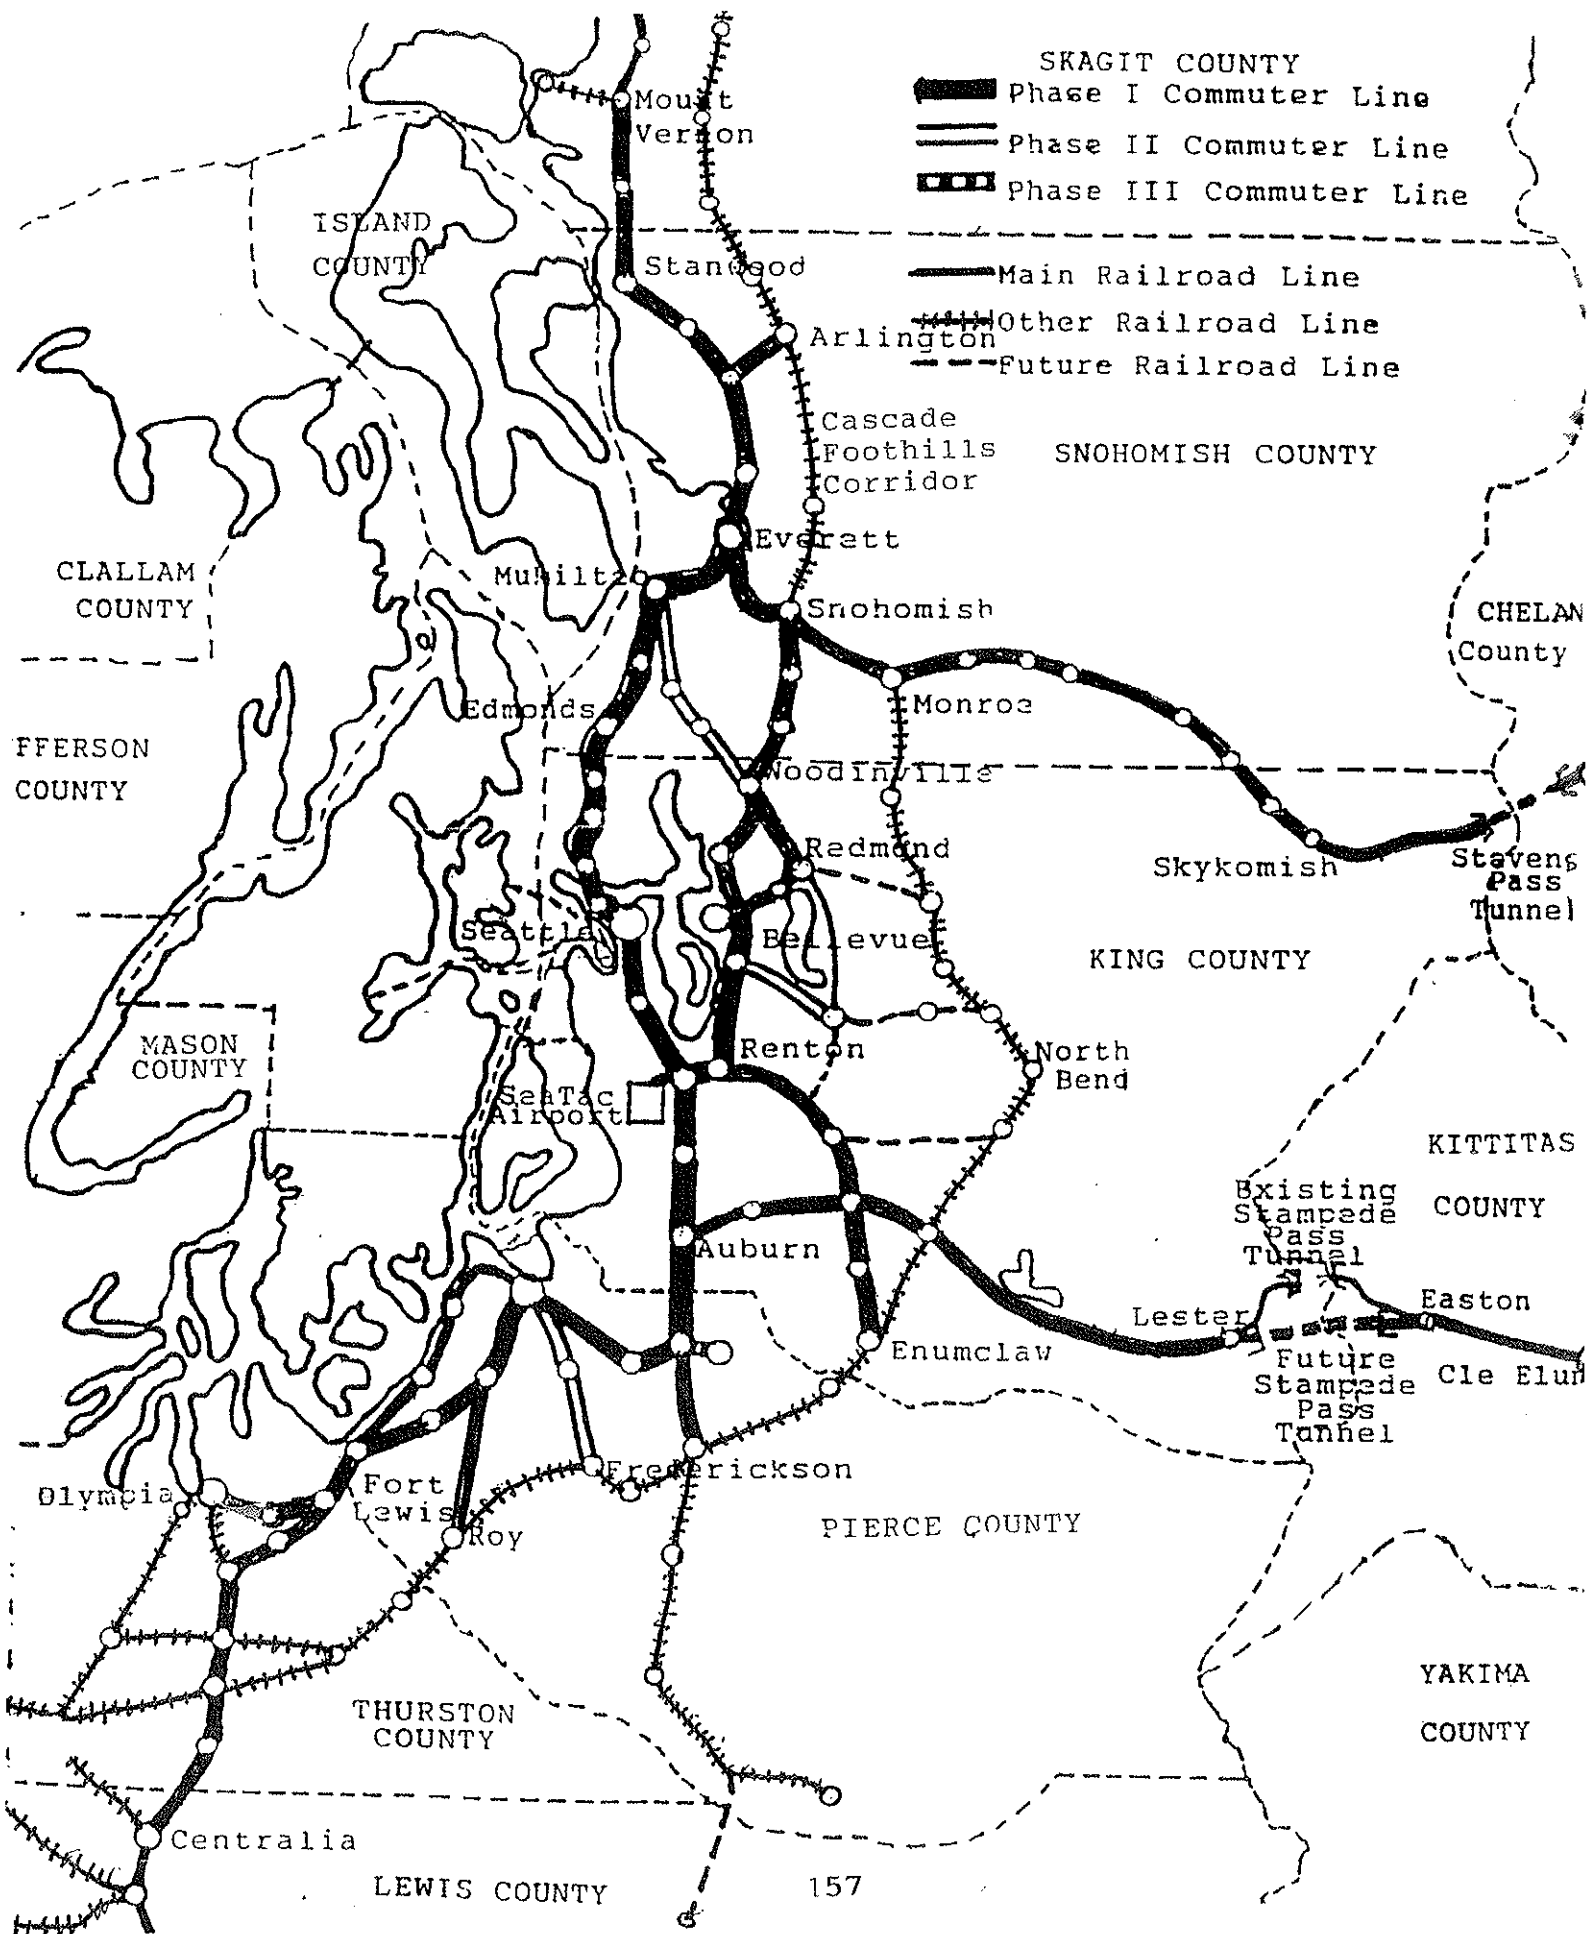 SKAGIT COUNTY
Phase I Commuter Line
Phase II Commuter Line
Phase III Commuter Line
Main Railroad Line
Other Railroad Line
Future Railroad Line
Mount
Vernon
ISLAND
COUNTY
Stanwood
Arlington
Cascade
Foothills
Corridor
SNOHOMISH COUNTY
Everett
CLALLAM
COUNTY
Mukilteo
Snohomish
CHELAN
County
Edmonds
Monroe
FFERSON
COUNTY
Woodinville
Redmond
Skykomish
Stevens
Pass
Tunnel
Seattle
Bellevue
KING COUNTY
MASON
COUNTY
Renton
North
Bend
SeaTac
Airport
KITTITAS
COUNTY
Existing
Stampede
Pass
Tunnel
Auburn
Lester
Easton
Enumclaw
Future
Stampede
Pass
Tunnel
Cle Elum
Olympia
Fort
Lewis
Frederickson
Roy
PIERCE COUNTY
THURSTON
COUNTY
YAKIMA
COUNTY
Centralia
LEWIS COUNTY
157